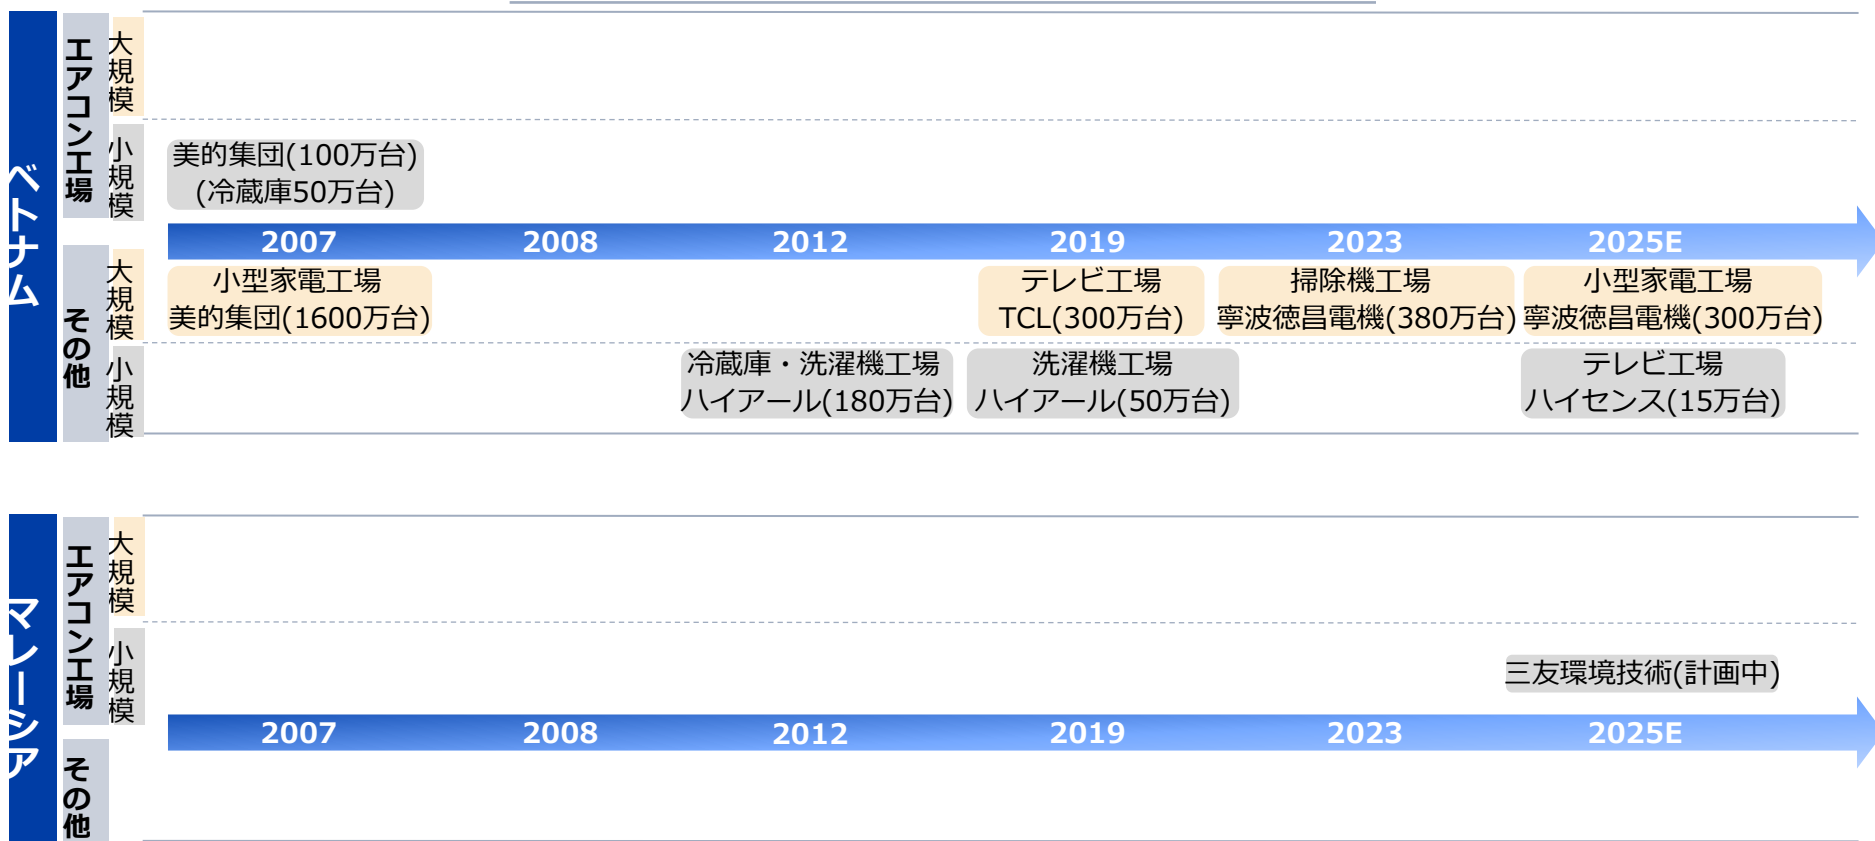 ベトナム
エアコン工場
大規模
小規模
美的集団(100万台)
(冷蔵庫50万台)
2007 2008 2012 2019 2023 2025E
その他
大規模
小型家電工場
美的集団(1600万台)
テレビ工場
TCL(300万台)
掃除機工場
寧波徳昌電機(380万台)
小型家電工場
寧波徳昌電機(300万台)
小規模
冷蔵庫・洗濯機工場
ハイアール(180万台)
洗濯機工場
ハイアール(50万台)
テレビ工場
ハイセンス(15万台)
マレーシア
エアコン工場
大規模
小規模
三友環境技術(計画中)
2007 2008 2012 2019 2023 2025E
その他